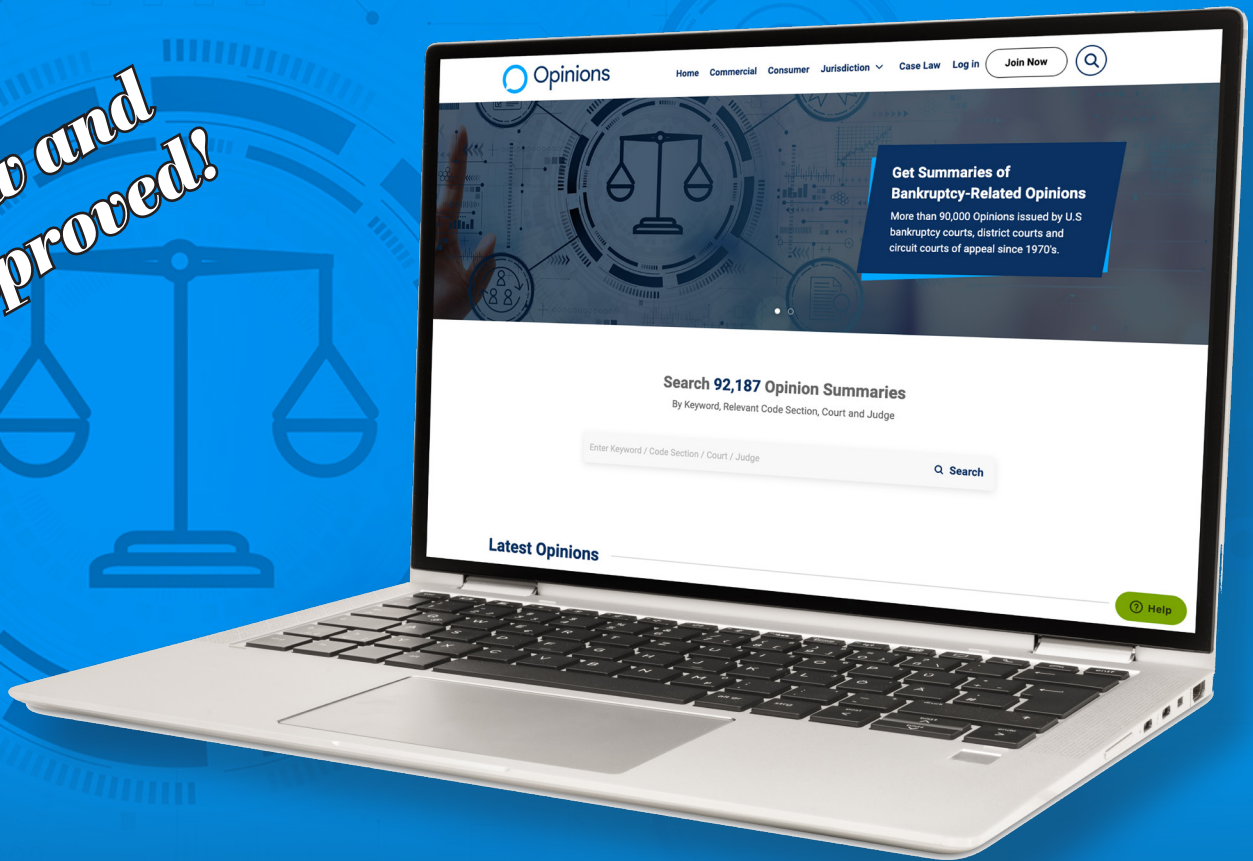 and
proved!
Opinions
Home Commercial Consumer Jurisdiction Case Law Log in Join Now
Get Summaries of
Bankruptcy-Related Opinions
More than 90,000 Opinions issued by U.S
bankruptcy courts, district courts and
circuit courts of appeal since 1970's.
Search 92,187 Opinion Summaries
By Keyword, Relevant Code Section, Court and Judge
Enter Keyword / Code Section / Court / Judge
Search
Latest Opinions
Help